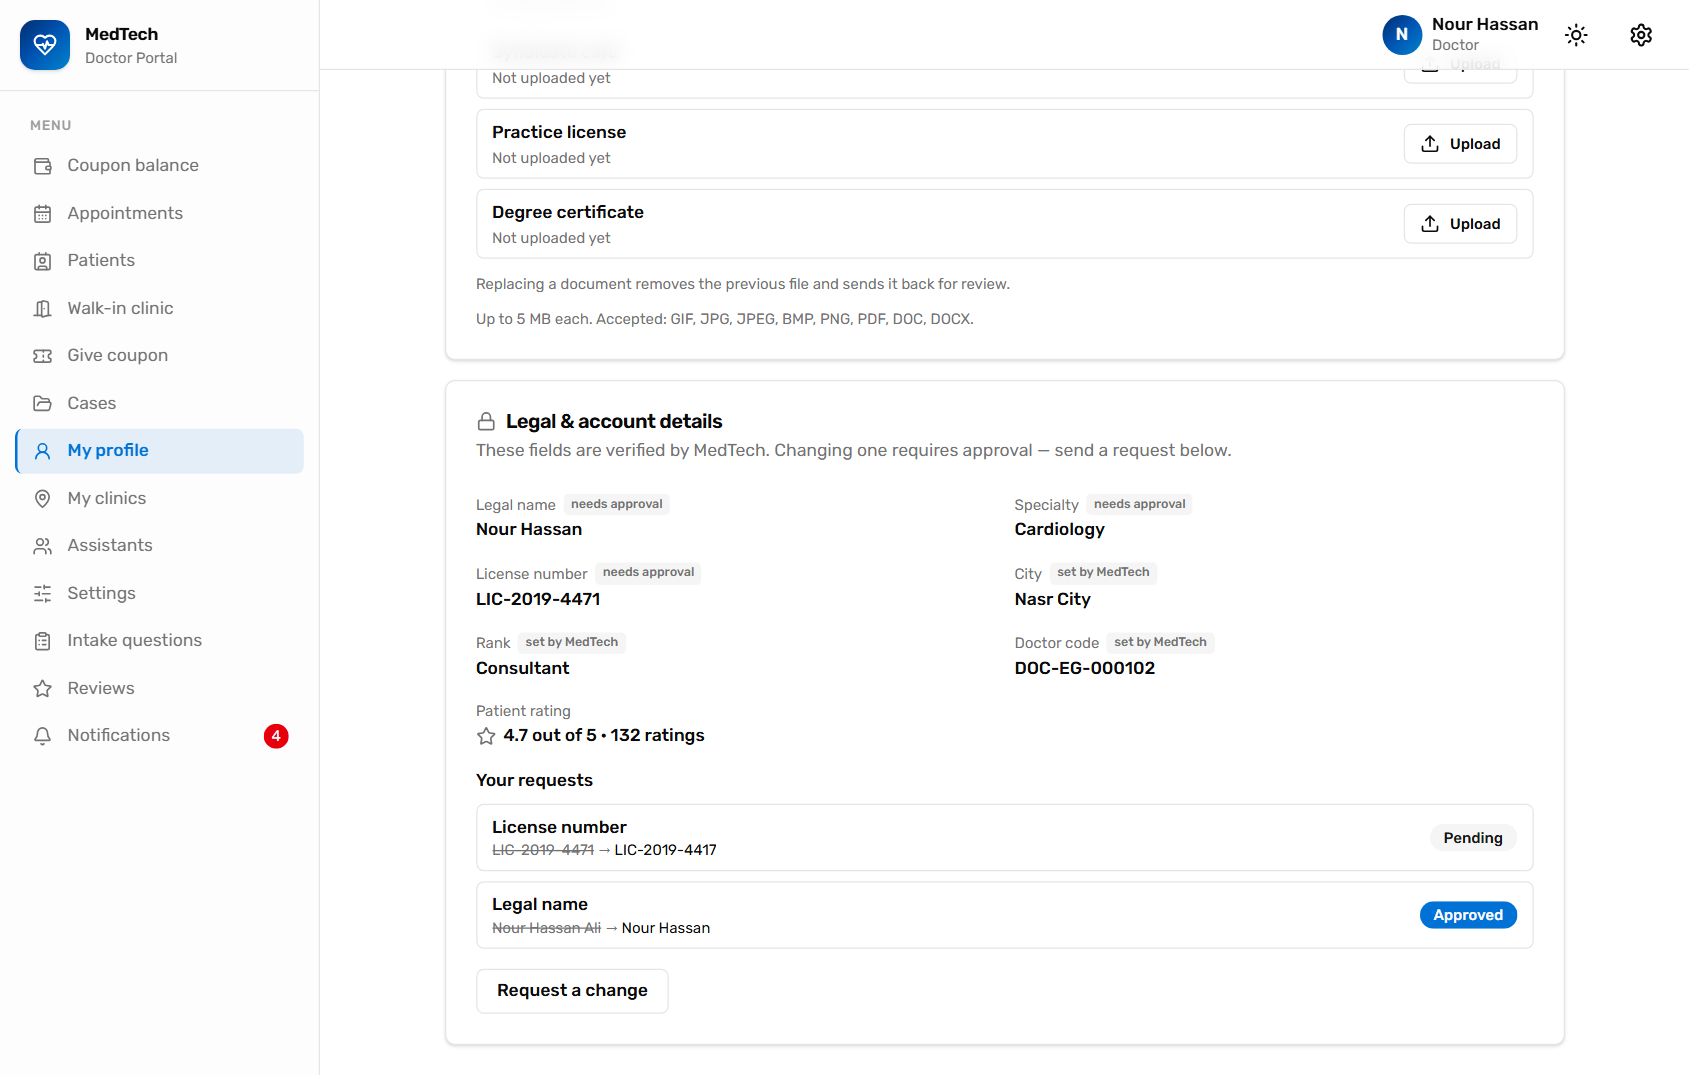 MedTech
Doctor Portal
MENU
Coupon balance
Appointments
Patients
Walk-in clinic
Give coupon
Cases
My profile
My clinics
Assistants
Settings
Intake questions
Reviews
Notifications
4
N
Nour Hassan
Doctor
Not uploaded yet
Upload
Practice license
Not uploaded yet
Upload
Degree certificate
Not uploaded yet
Upload
Replacing a document removes the previous file and sends it back for review.
Up to 5 MB each. Accepted: GIF, JPG, JPEG, BMP, PNG, PDF, DOC, DOCX.
Legal & account details
These fields are verified by MedTech. Changing one requires approval — send a request below.
Legal name needs approval
Nour Hassan
Specialty needs approval
Cardiology
License number needs approval
LIC-2019-4471
City set by MedTech
Nasr City
Rank set by MedTech
Consultant
Doctor code set by MedTech
DOC-EG-000102
Patient rating
4.7 out of 5 • 132 ratings
Your requests
License number
LIC-2019-4471 → LIC-2019-4417
Pending
Legal name
Nour Hassan Ali → Nour Hassan
Approved
Request a change